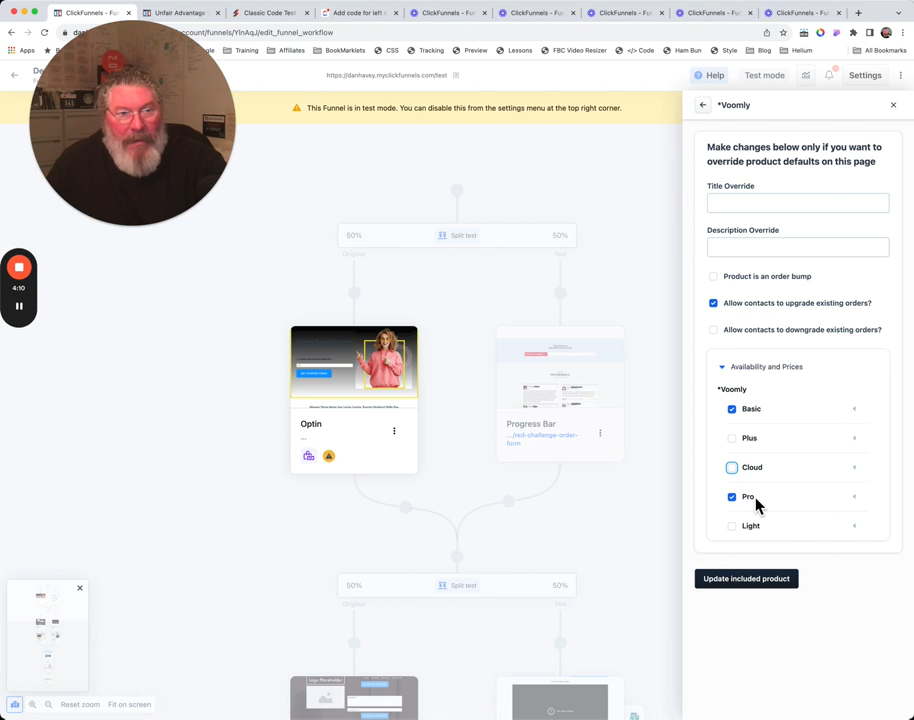 ClickFunnels - Fun
Unfair Advantage
Classic Code Test
Add code for left n
ClickFunnels - Fu
ClickFunnels - Fu
ClickFunnels - Fu
ClickFunnels - Fu
ClickFunnels - Fu
count/funnels/YlnAqJ/edit_funnel_workflow
Apps
Training
Affiliates
BookMarklets
CSS
Tracking
Preview
Lessons
FBC Video Resizer
</> Code
Ham Bun
Style
Blog
Helium
All Bookmarks
https://danhavey.myclickfunnels.com/test
Help
Test mode
Settings
This Funnel is in test mode. You can disable this from the settings menu at the top right corner.
*Voomly
Make changes below only if you want to
override product defaults on this page
Title Override
Description Override
Product is an order bump
Allow contacts to upgrade existing orders?
Allow contacts to downgrade existing orders?
Availability and Prices
*Voomly
Basic
Plus
Cloud
Pro
Light
Update included product
50%
Split test
50%
Original
Test
Optin
...
Progress Bar
.../red-challenge-order-
form
50%
Split test
50%
Original
Test
Logo Placeholder
4:10
Reset zoom
Fit on screen